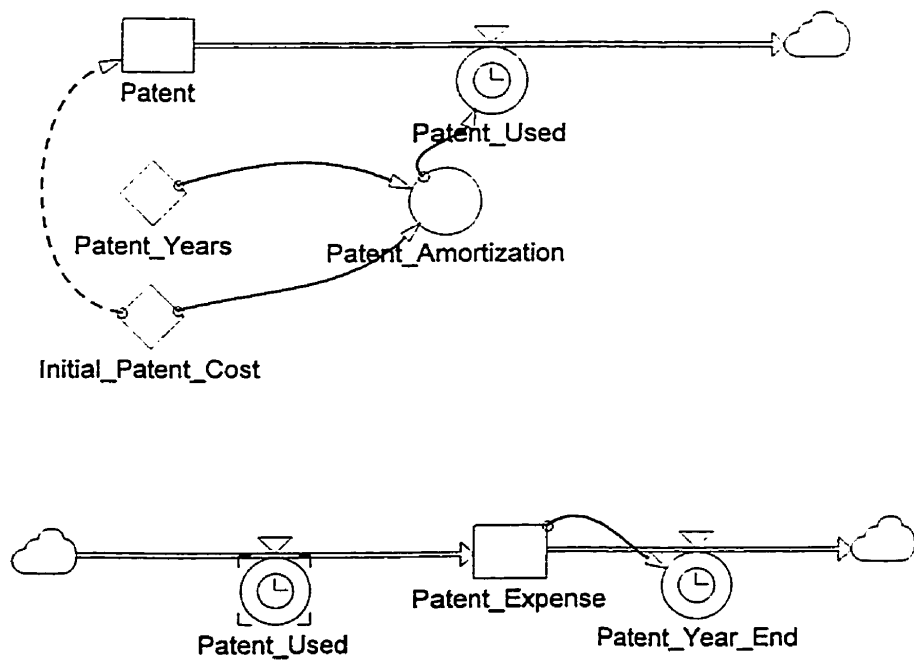 Patent
Patent_Used
Patent_Years
Patent_Amortization
Initial_Patent_Cost
Patent_Used
Patent_Expense
Patent_Year_End